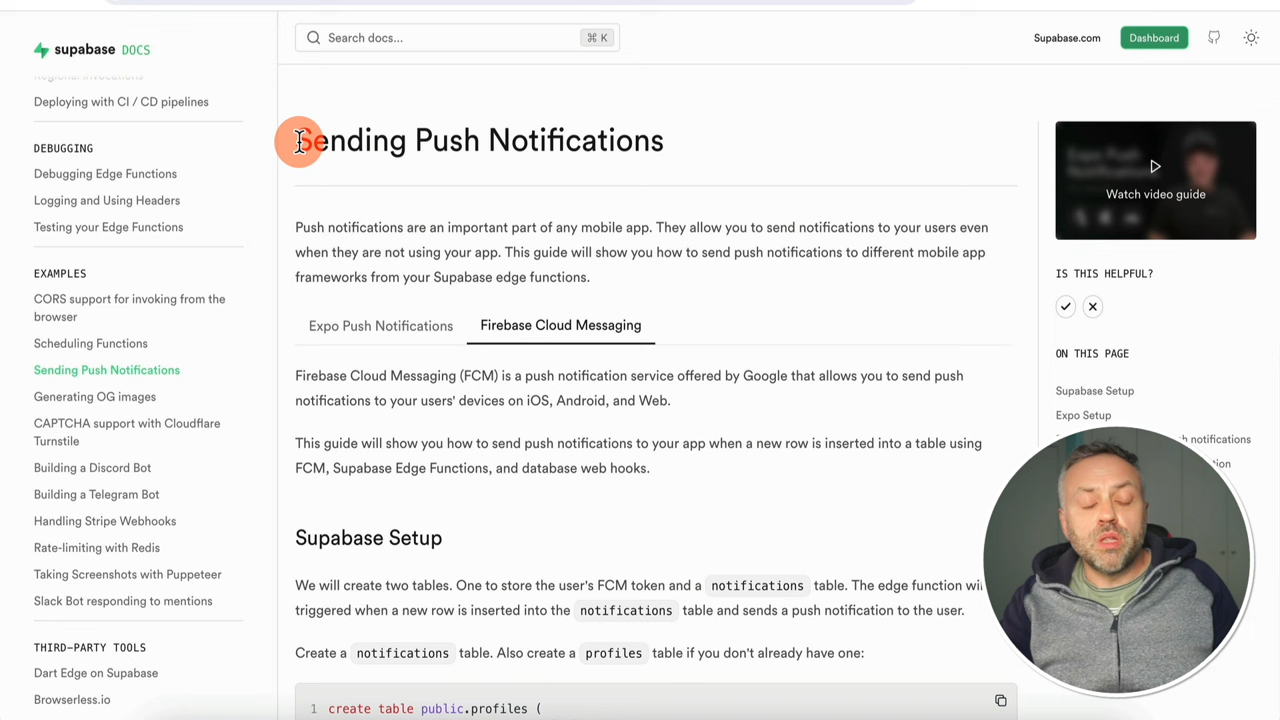 supabase DOCS
Search docs...
⌘ K
Supabase.com
Dashboard
Regional Invocations
Deploying with CI / CD pipelines
DEBUGGING
Debugging Edge Functions
Logging and Using Headers
Testing your Edge Functions
EXAMPLES
CORS support for invoking from the
browser
Scheduling Functions
Sending Push Notifications
Generating OG images
CAPTCHA support with Cloudflare
Turnstile
Building a Discord Bot
Building a Telegram Bot
Handling Stripe Webhooks
Rate-limiting with Redis
Taking Screenshots with Puppeteer
Slack Bot responding to mentions
THIRD-PARTY TOOLS
Dart Edge on Supabase
Browserless.io
Sending Push Notifications
Push notifications are an important part of any mobile app. They allow you to send notifications to your users even
when they are not using your app. This guide will show you how to send push notifications to different mobile app
frameworks from your Supabase edge functions.
Expo Push Notifications
Firebase Cloud Messaging
Firebase Cloud Messaging (FCM) is a push notification service offered by Google that allows you to send push
notifications to your users' devices on iOS, Android, and Web.
This guide will show you how to send push notifications to your app when a new row is inserted into a table using
FCM, Supabase Edge Functions, and database web hooks.
Supabase Setup
We will create two tables. One to store the user's FCM token and a notifications table. The edge function wil
triggered when a new row is inserted into the notifications table and sends a push notification to the user.
Create a notifications table. Also create a profiles table if you don't already have one:
1 create table public.profiles (
Expo Push
Notifications
Watch video guide
IS THIS HELPFUL?
ON THIS PAGE
Supabase Setup
Expo Setup
h notifications
tion